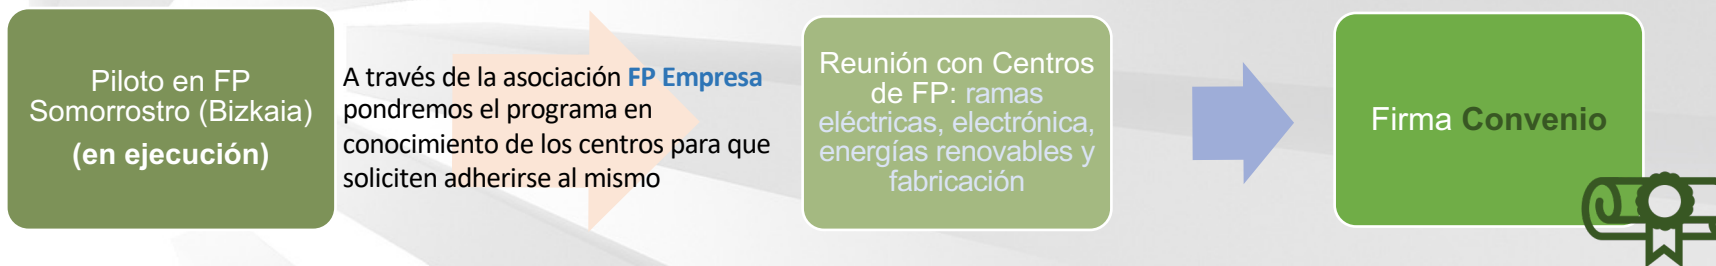 Piloto en FP
Somorrostro (Bizkaia)
(en ejecución)
A través de la asociación FP Empresa
pondremos el programa en
conocimiento de los centros para que
soliciten adherirse al mismo
Reunión con Centros
de FP: ramas
eléctricas, electrónica,
energías renovables y
fabricación
Firma Convenio